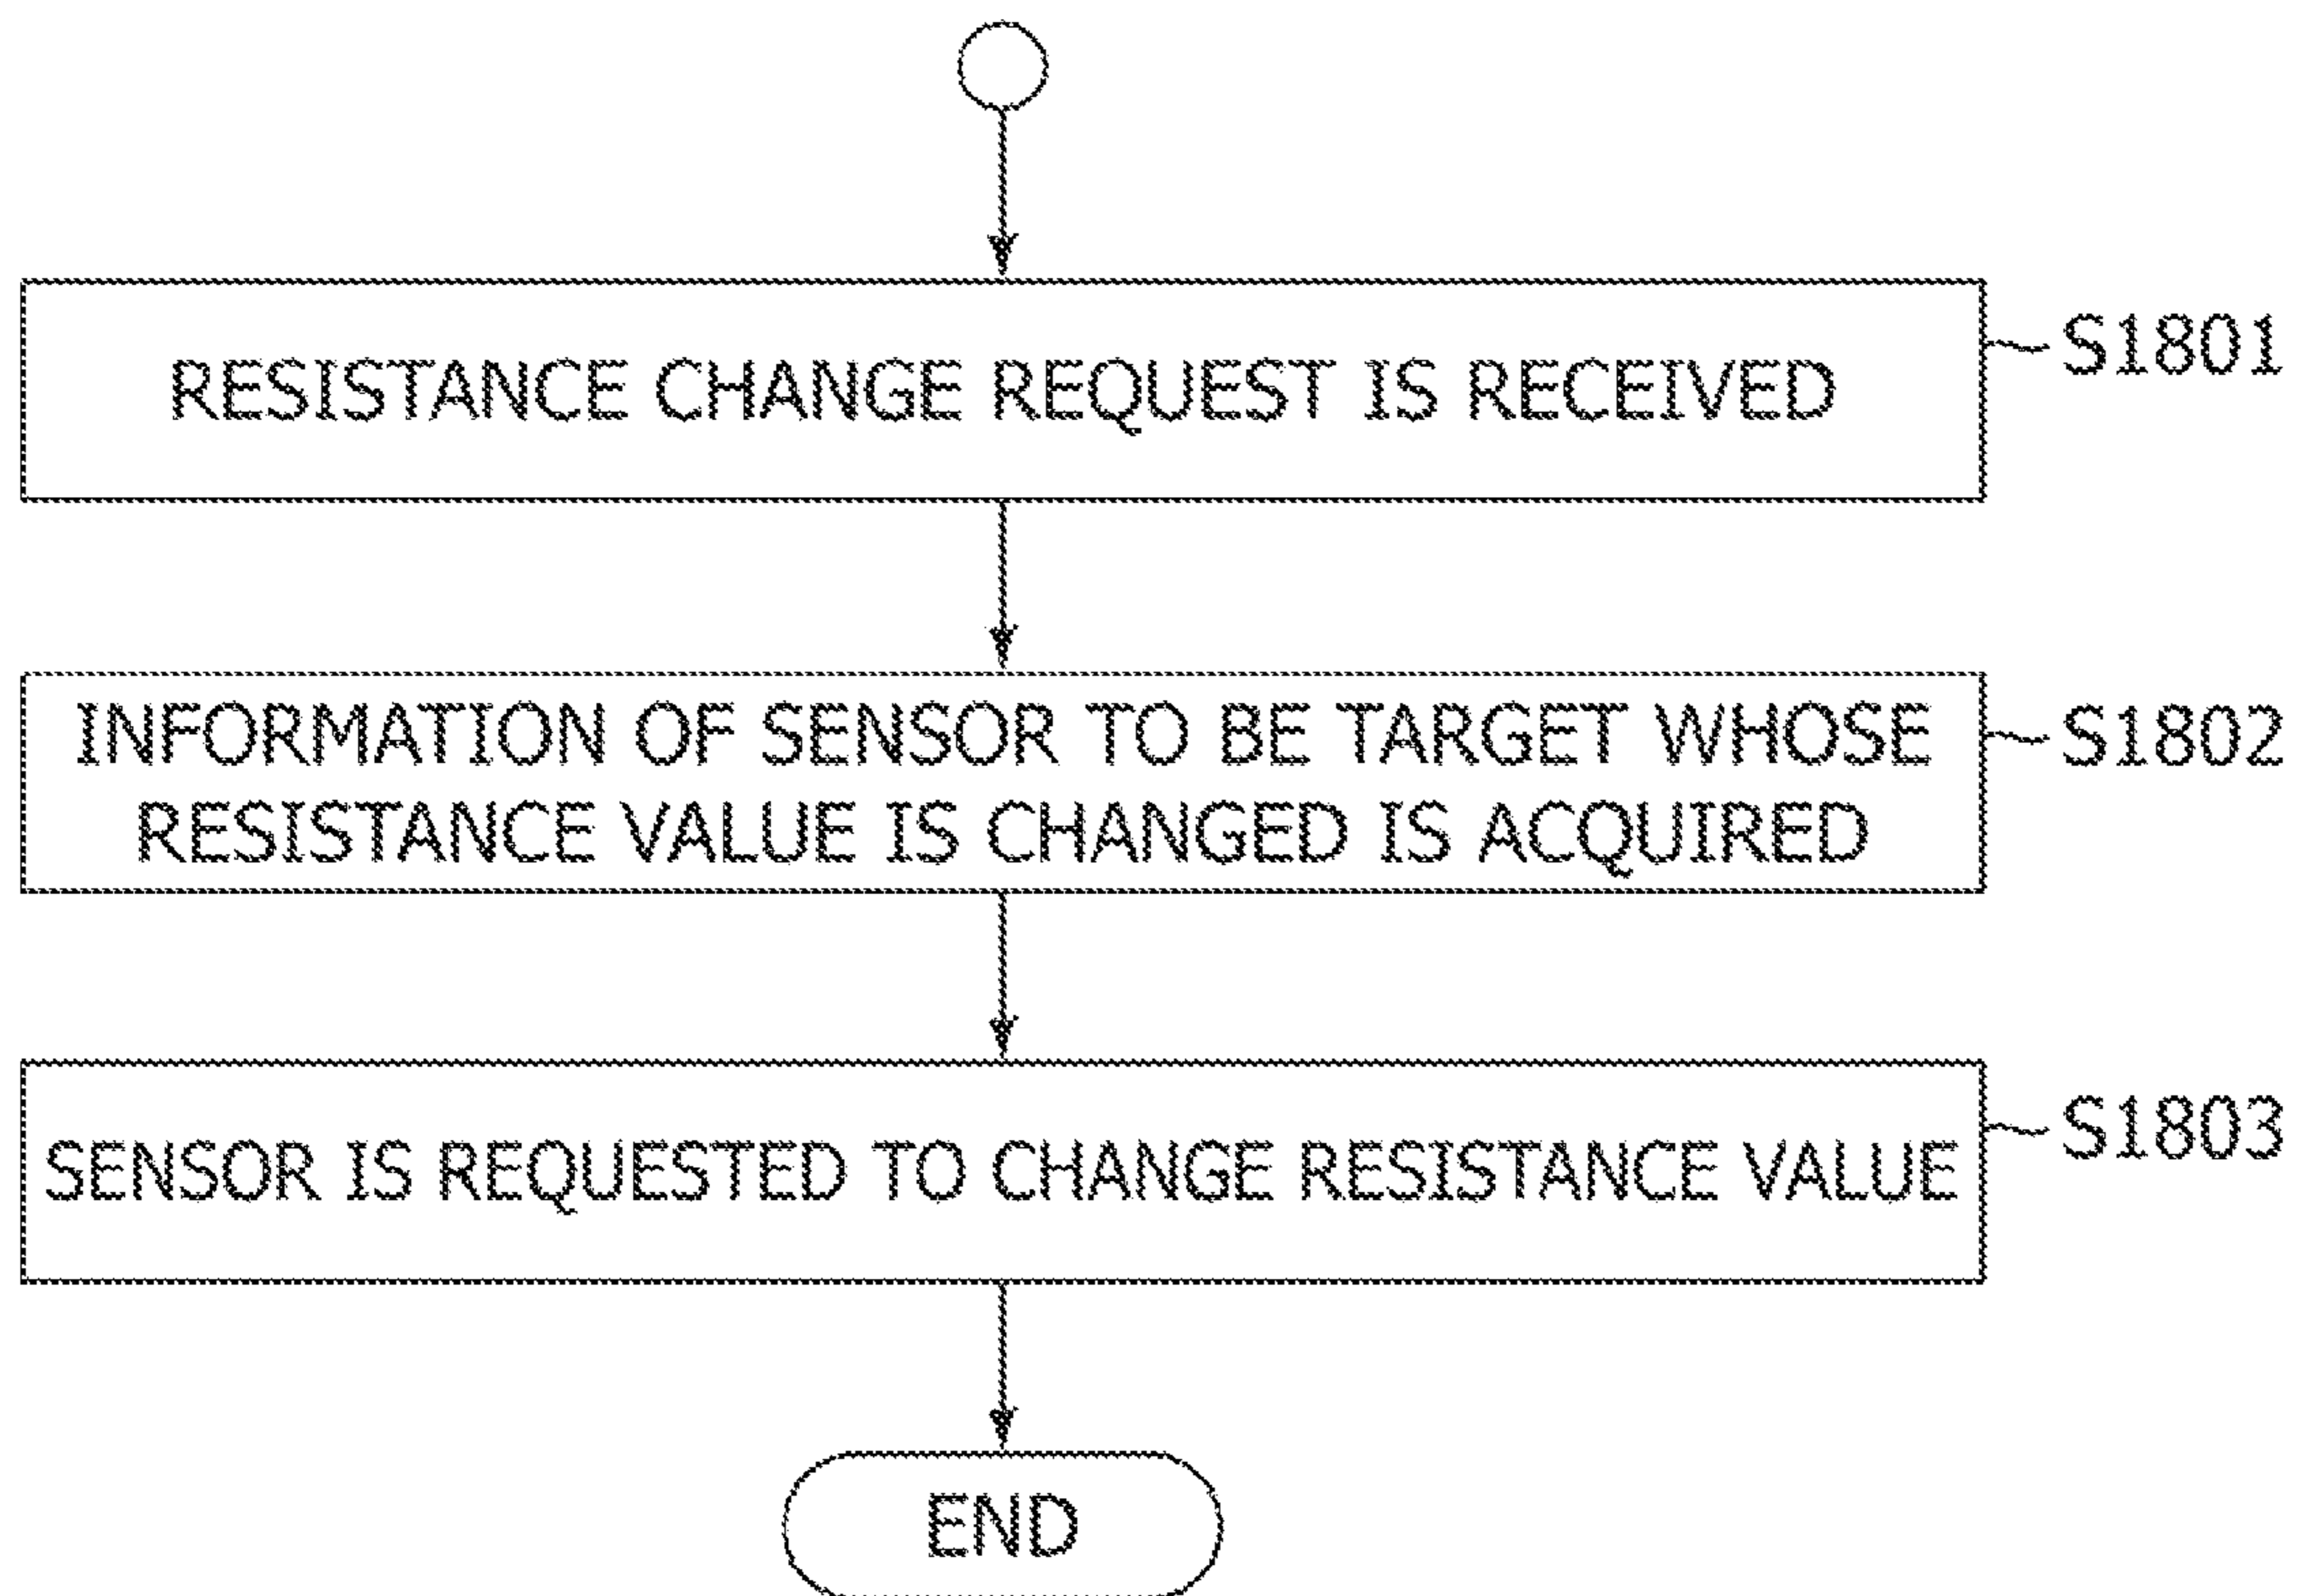 RESISTANCE CHANGE REQUEST IS RECEIVED
S1801
INFORMATION OF SENSOR TO BE TARGET WHOSE
RESISTANCE VALUE IS CHANGED IS ACQUIRED
S1802
SENSOR IS REQUESTED TO CHANGE RESISTANCE VALUE
S1803
END